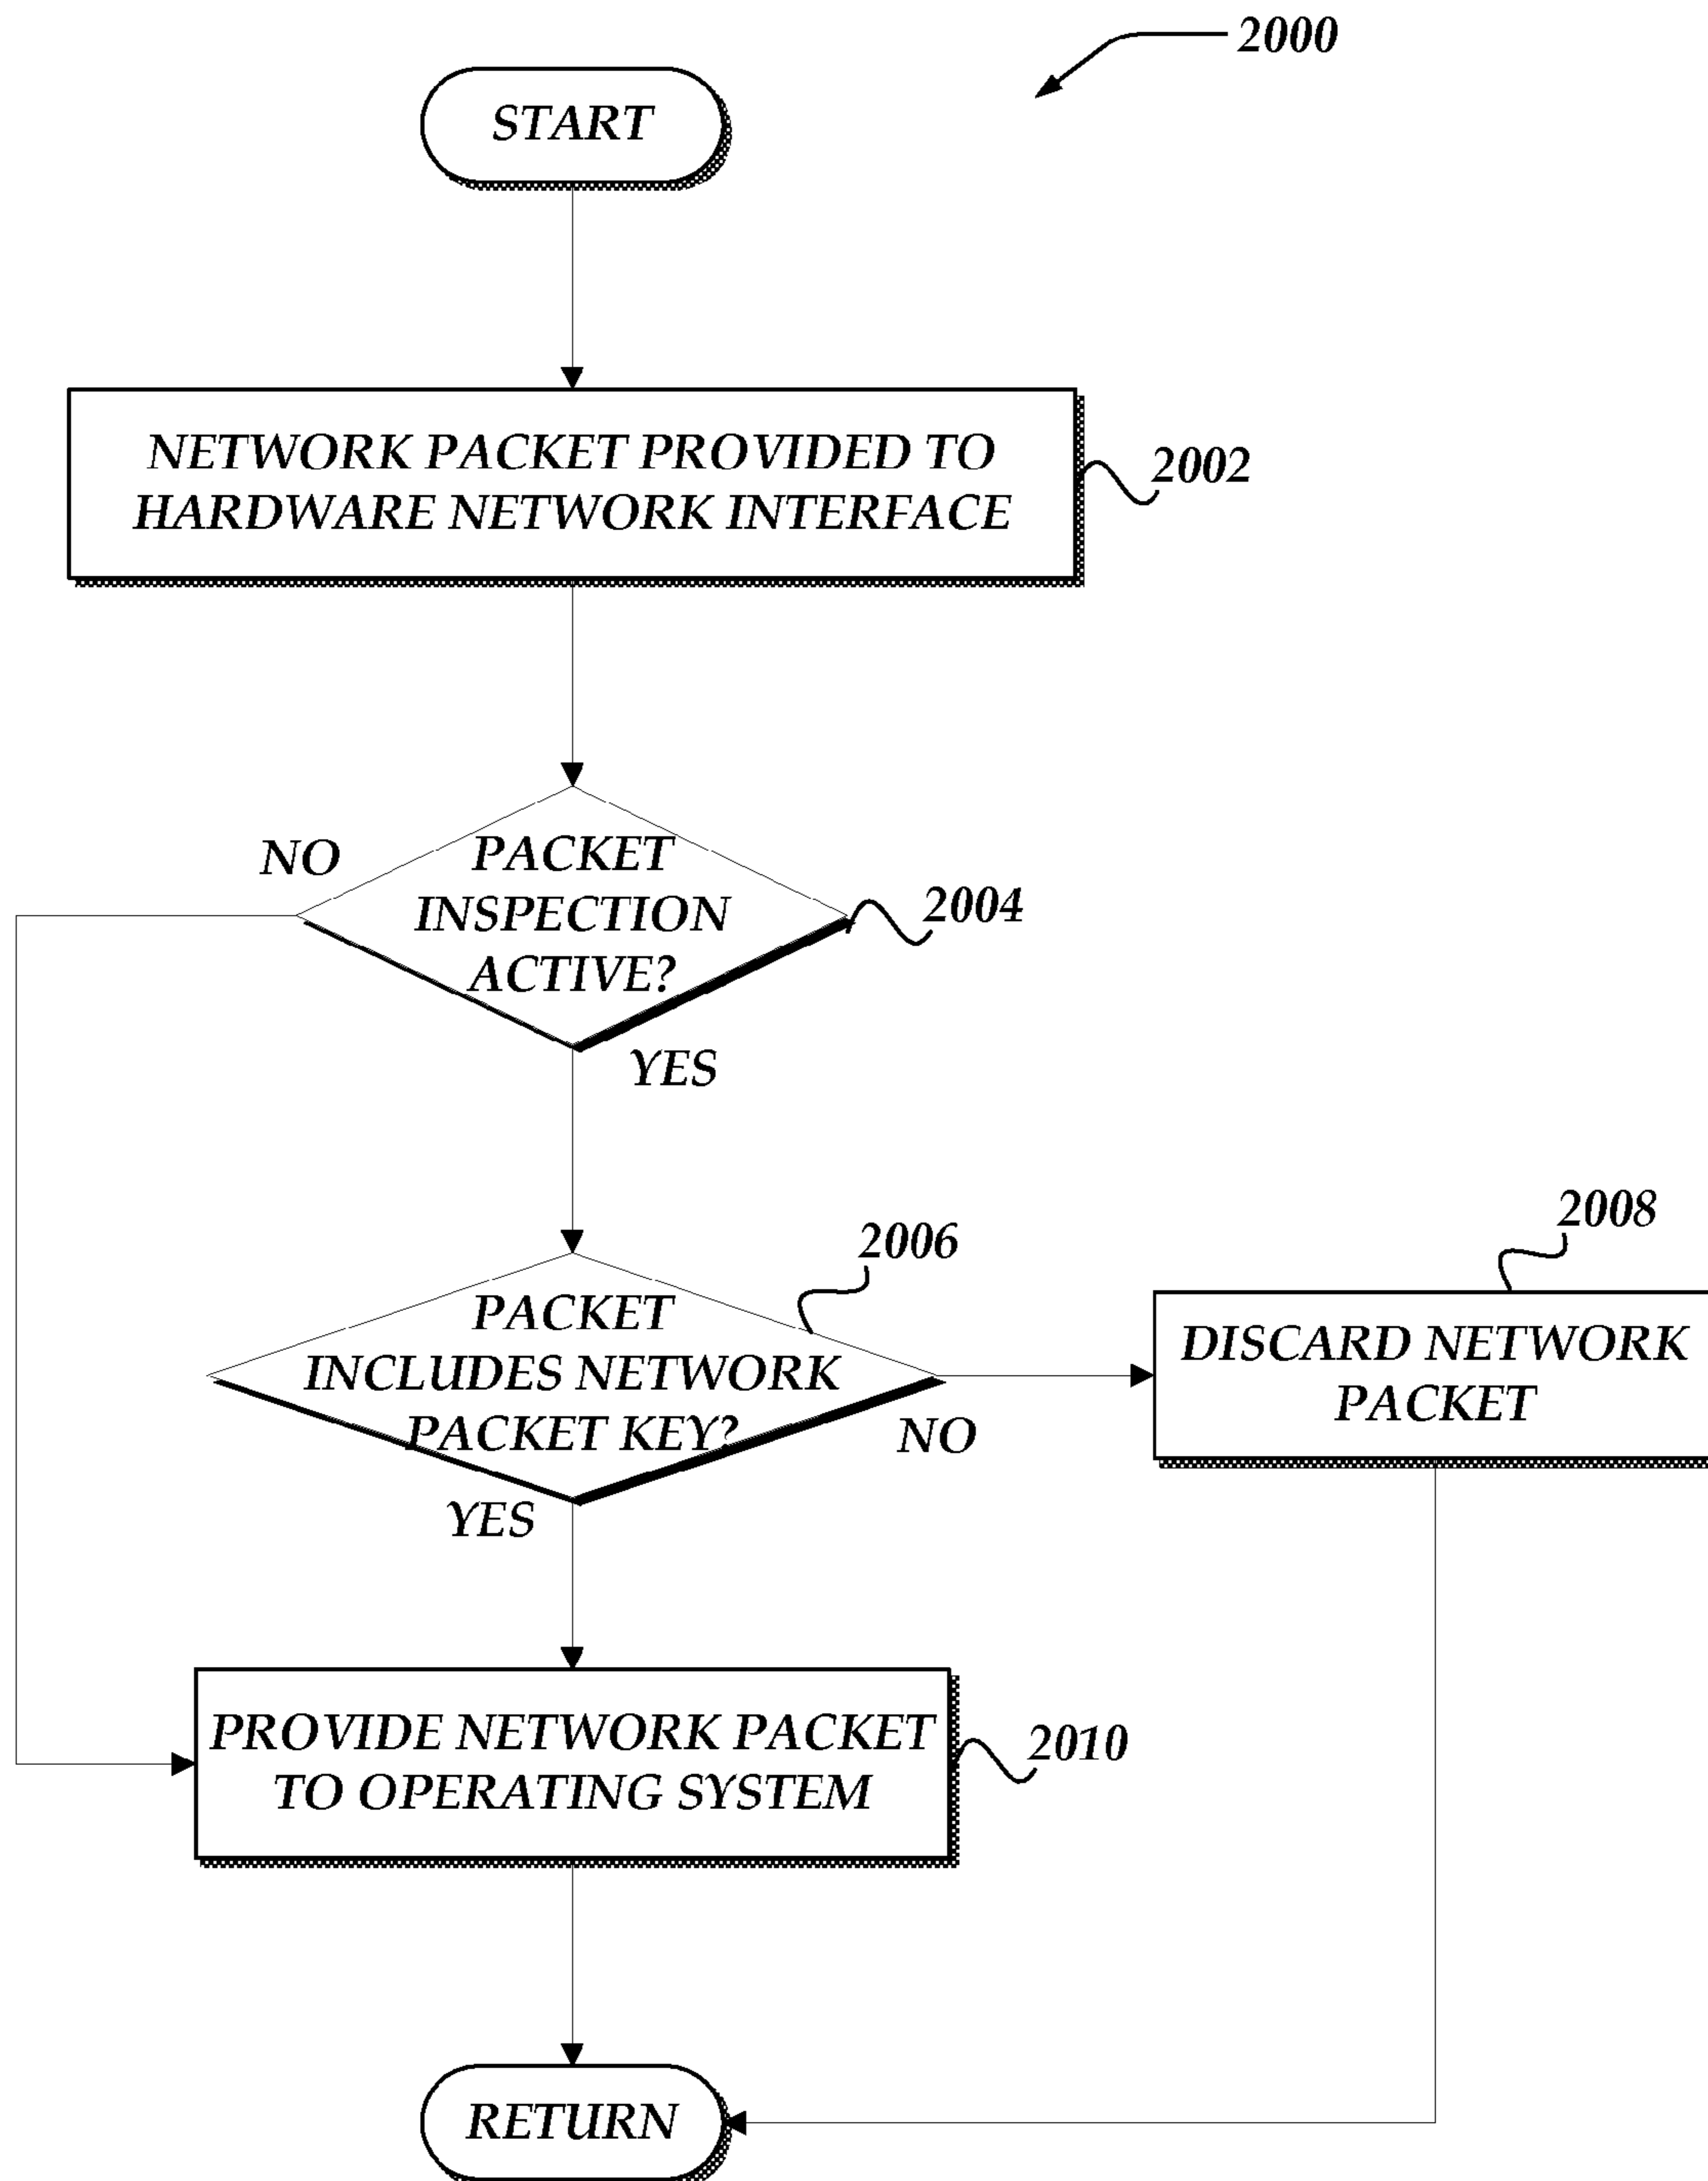 2000
START
NETWORK PACKET PROVIDED TO
HARDWARE NETWORK INTERFACE
2002
NO
PACKET
INSPECTION
ACTIVE?
2004
YES
2006
2008
PACKET
INCLUDES NETWORK
PACKET KEY?
NO
DISCARD NETWORK
PACKET
YES
PROVIDE NETWORK PACKET
TO OPERATING SYSTEM
2010
RETURN